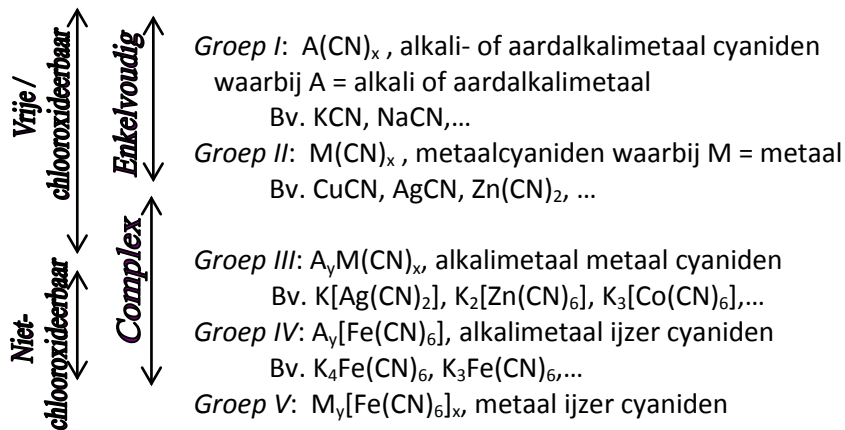 Vrije /
chlooroxideerbaar
Niet-
chlooroxideerbaar
Enkelvoudig
Complex
Groep I: A(CN)ₓ , alkali- of aardalkalimetaal cyaniden
waarbij A = alkali of aardalkalimetaal
Bv. KCN, NaCN,...
Groep II: M(CN)ₓ , metaalcyaniden waarbij M = metaal
Bv. CuCN, AgCN, Zn(CN)₂, ...
Groep III: AᵧM(CN)ₓ, alkalimetaal metaal cyaniden
Bv. K[Ag(CN)₂], K₂[Zn(CN)₆], K₃[Co(CN)₆],...
Groep IV: Aᵧ[Fe(CN)₆], alkalimetaal ijzer cyaniden
Bv. K₄Fe(CN)₆, K₃Fe(CN)₆,...
Groep V: Mᵧ[Fe(CN)₆]ₓ, metaal ijzer cyaniden